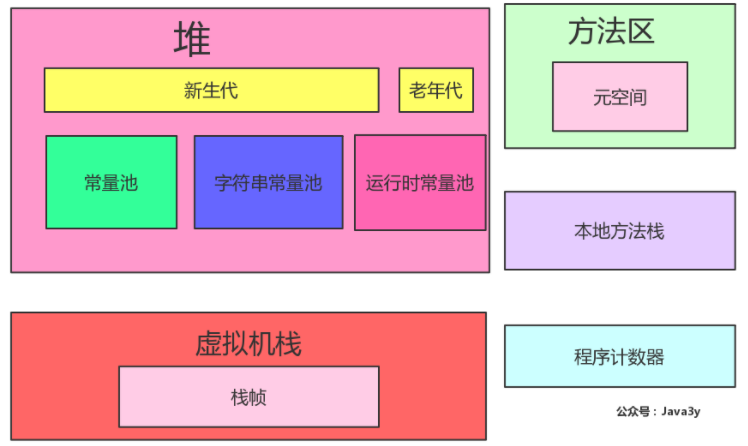 堆
新生代
老年代
常量池
字符串常量池
运行时常量池
方法区
元空间
本地方法栈
虚拟机栈
栈帧
程序计数器
公众号：Java3y